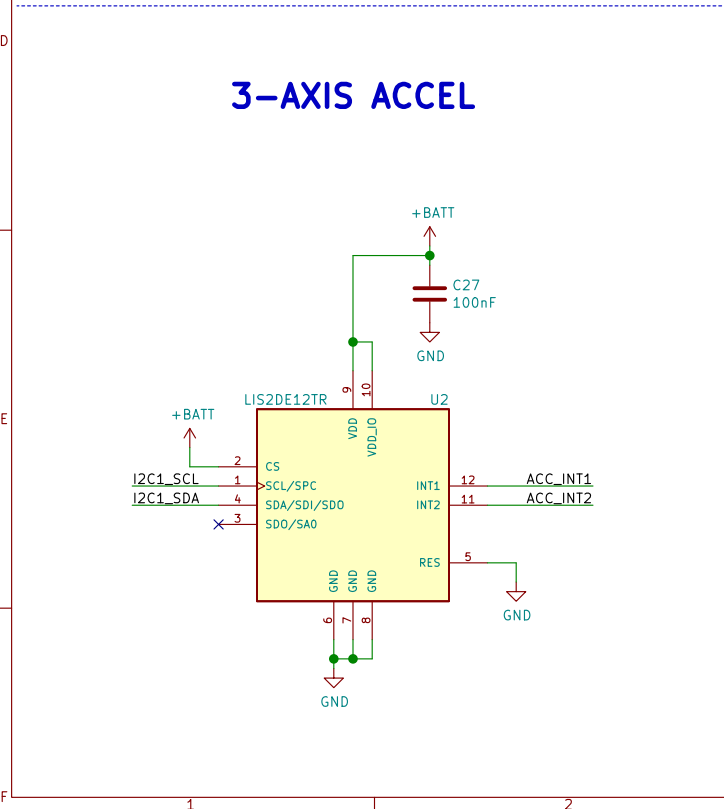 D
3-AXIS ACCEL
+BATT
C27
100nF
GND
9
10
LIS2DE12TR
U2
+BATT
E
VDD
VDD_IO
2
CS
I2C1_SCL
1
SCL/SPC
INT1
12
ACC_INT1
I2C1_SDA
4
SDA/SDI/SDO
INT2
11
ACC_INT2
3
SDO/SA0
RES
5
GND
GND
GND
GND
6
7
8
GND
F
1
2